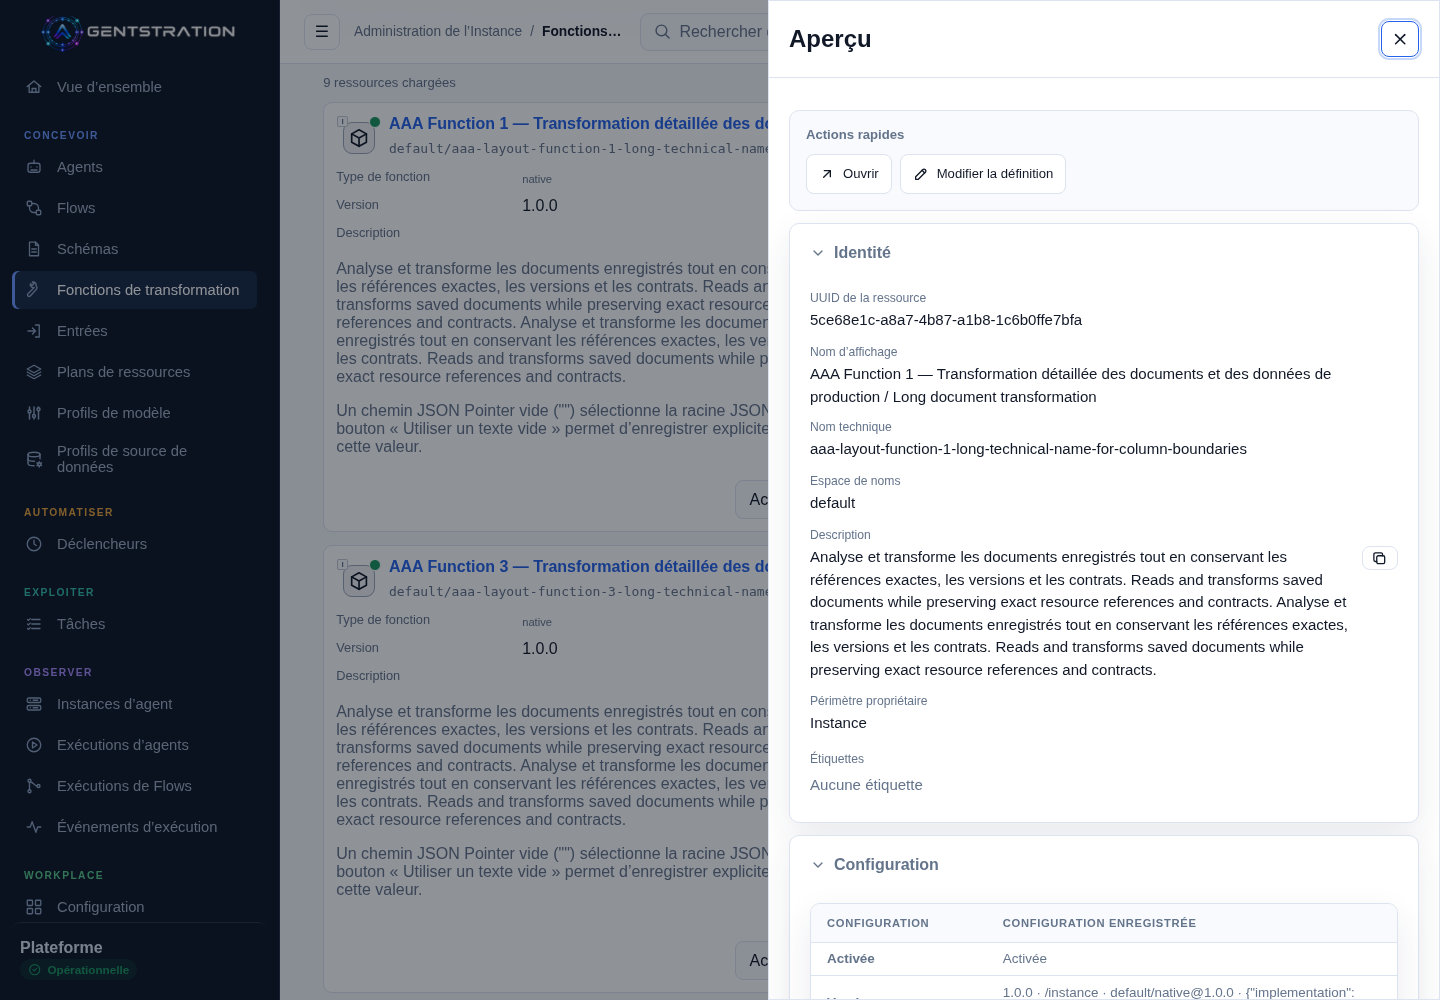 GENTSTRATION
Vue d’ensemble
CONCEVOIR
Agents
Flows
Schémas
Fonctions de transformation
Entrées
Plans de ressources
Profils de modèle
Profils de source de
données
AUTOMATISER
Déclencheurs
EXPLOITER
Tâches
OBSERVER
Instances d’agent
Exécutions d’agents
Exécutions de Flows
Événements d’exécution
WORKPLACE
Configuration
Plateforme
Opérationnelle
Administration de l’Instance / Fonctions…
Rechercher
9 ressources chargées
I
AAA Function 1 — Transformation détaillée des do
default/aaa-layout-function-1-long-technical-name
Type de fonction native
Version 1.0.0
Description
Analyse et transforme les documents enregistrés tout en con
les références exactes, les versions et les contrats. Reads an
transforms saved documents while preserving exact resource
references and contracts. Analyse et transforme les documen
enregistrés tout en conservant les références exactes, les ve
les contrats. Reads and transforms saved documents while p
exact resource references and contracts.
Un chemin JSON Pointer vide ("") sélectionne la racine JSON
bouton « Utiliser un texte vide » permet d’enregistrer explicite
cette valeur.
Ac
I
AAA Function 3 — Transformation détaillée des do
default/aaa-layout-function-3-long-technical-name
Type de fonction native
Version 1.0.0
Description
Analyse et transforme les documents enregistrés tout en con
les références exactes, les versions et les contrats. Reads an
transforms saved documents while preserving exact resource
references and contracts. Analyse et transforme les documen
enregistrés tout en conservant les références exactes, les ve
les contrats. Reads and transforms saved documents while p
exact resource references and contracts.
Un chemin JSON Pointer vide ("") sélectionne la racine JSON
bouton « Utiliser un texte vide » permet d’enregistrer explicite
cette valeur.
Ac
Aperçu
Actions rapides
Ouvrir
Modifier la définition
Identité
UUID de la ressource
5ce68e1c-a8a7-4b87-a1b8-1c6b0ffe7bfa
Nom d’affichage
AAA Function 1 — Transformation détaillée des documents et des données de
production / Long document transformation
Nom technique
aaa-layout-function-1-long-technical-name-for-column-boundaries
Espace de noms
default
Description
Analyse et transforme les documents enregistrés tout en conservant les
références exactes, les versions et les contrats. Reads and transforms saved
documents while preserving exact resource references and contracts. Analyse et
transforme les documents enregistrés tout en conservant les références exactes,
les versions et les contrats. Reads and transforms saved documents while
preserving exact resource references and contracts.
Périmètre propriétaire
Instance
Étiquettes
Aucune étiquette
Configuration
CONFIGURATION CONFIGURATION ENREGISTRÉE
Activée Activée
1.0.0 · /instance · default/native@1.0.0 · {"implementation":